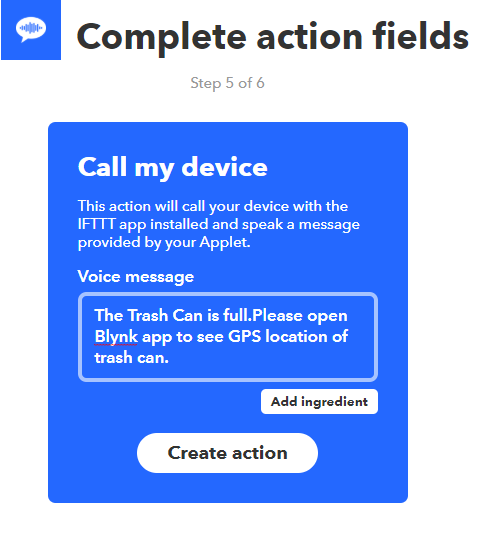 Complete action fields
Step 5 of 6
Call my device
This action will call your device with the
IFTTT app installed and speak a message
provided by your Applet.
Voice message
The Trash Can is full.Please open
Blynk app to see GPS location of
trash can.
Add ingredient
Create action